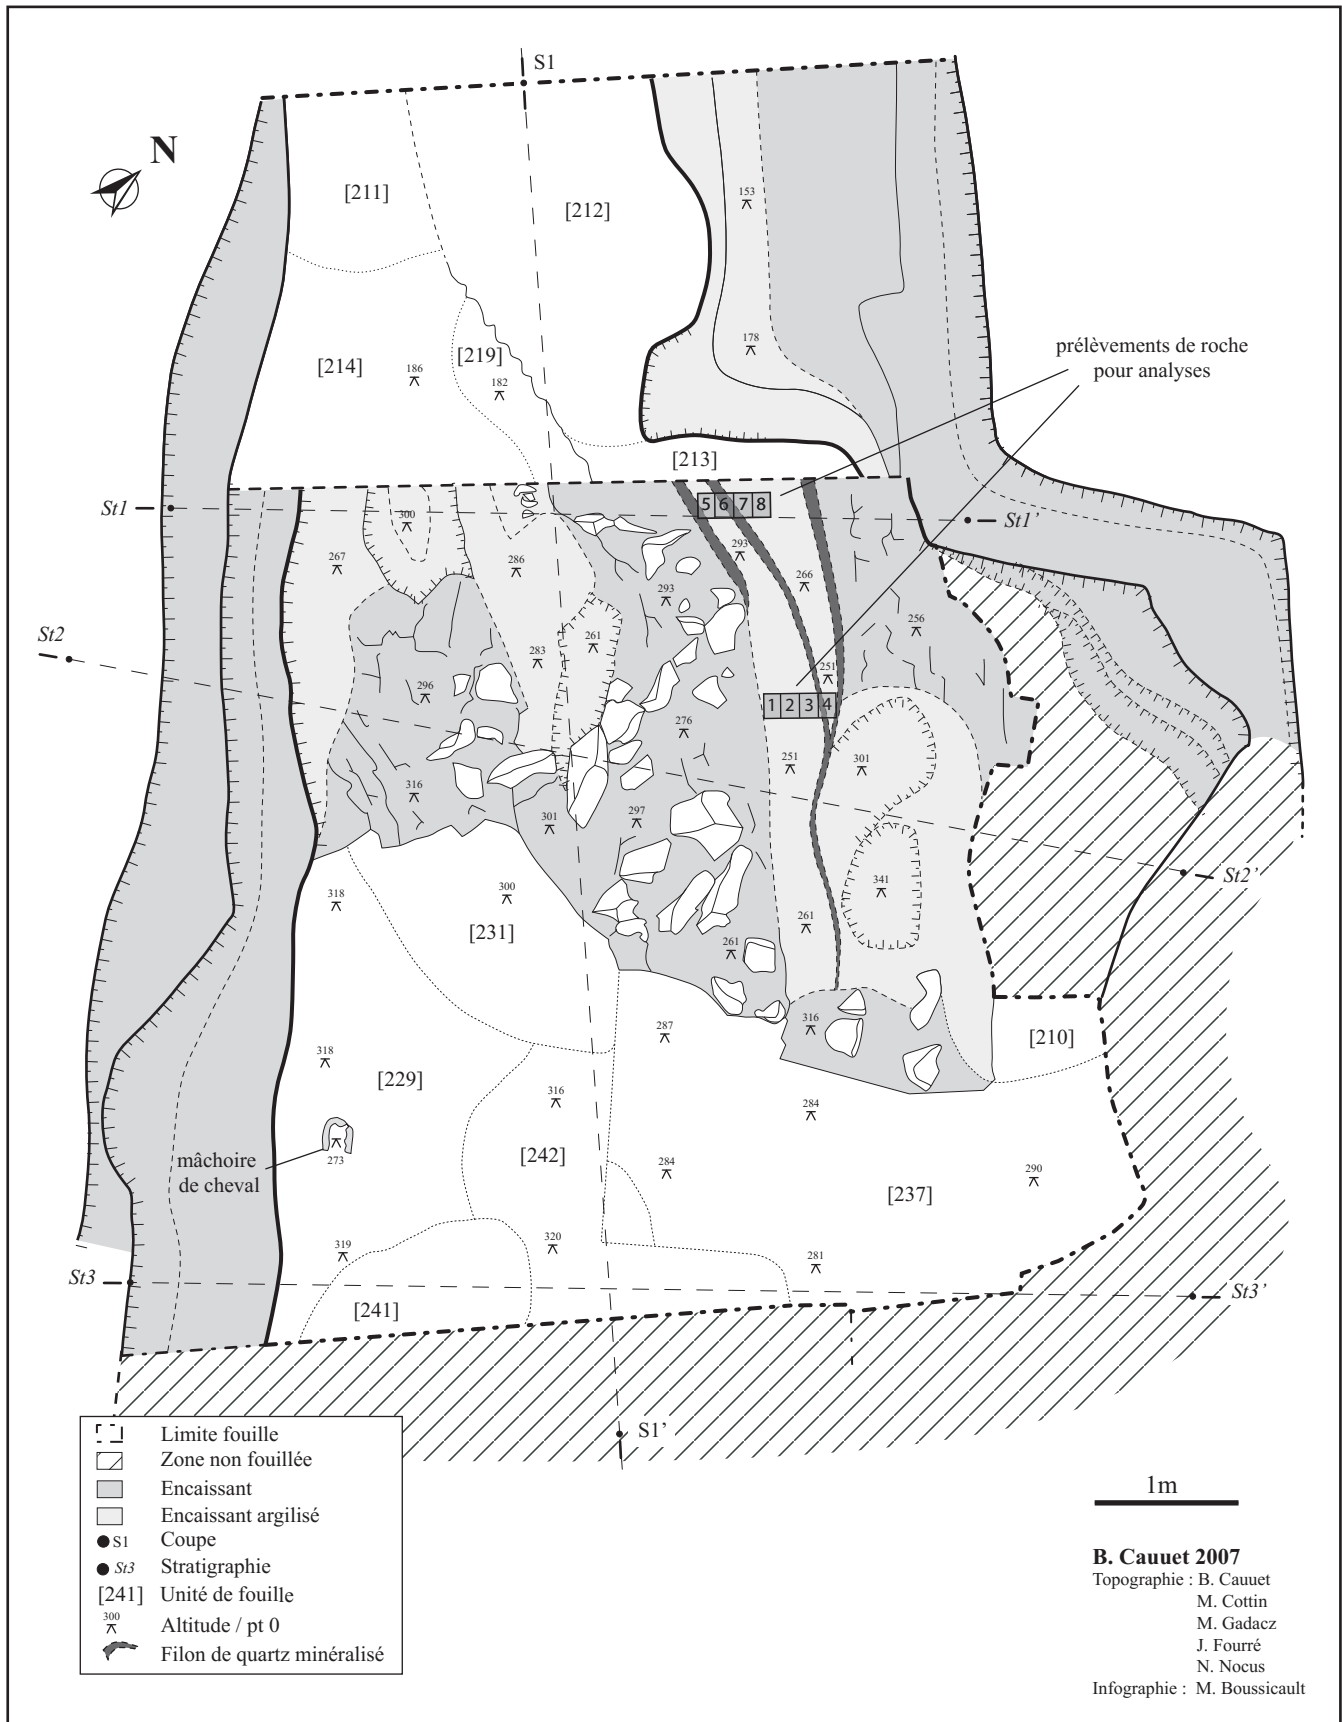 S1
N
153
[211]
[212]
178
prélèvements de roche
pour analyses
[214]
186
[219]
182
[213]
St1
5 6 7 8
St1’
300
267
286
293
266
293
256
St2
261
283
251
296
1 2 3 4
276
251
301
316
301
297
St2’
318
300
341
[231]
261
261
316
[210]
287
318
[229]
316
284
mâchoire
de cheval
273
[242]
284
[237]
290
319
320
281
St3
St3’
[241]
S1’
Limite fouille
Zone non fouillée
Encaissant
Encaissant argilisé
S1 Coupe
St3 Stratigraphie
[241] Unité de fouille
300 Altitude / pt 0
Filon de quartz minéralisé
1m
B. Cauuet 2007
Topographie : B. Cauuet
M. Cottin
M. Gadacz
J. Fourré
N. Nocus
Infographie : M. Boussicault